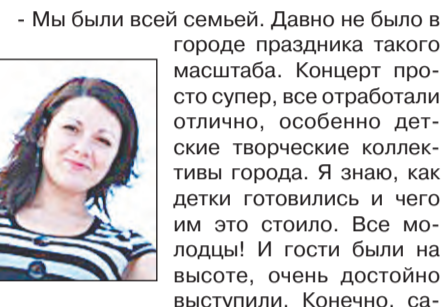 - Мы были всей семьей. Давно не было в
городе праздника такого
масштаба. Концерт про-
сто супер, все отработали
отлично, особенно дет-
ские творческие коллек-
тивы города. Я знаю, как
детки готовились и чего
им это стоило. Все мо-
лодцы! И гости были на
высоте, очень достойно
выступили. Конечно, са-